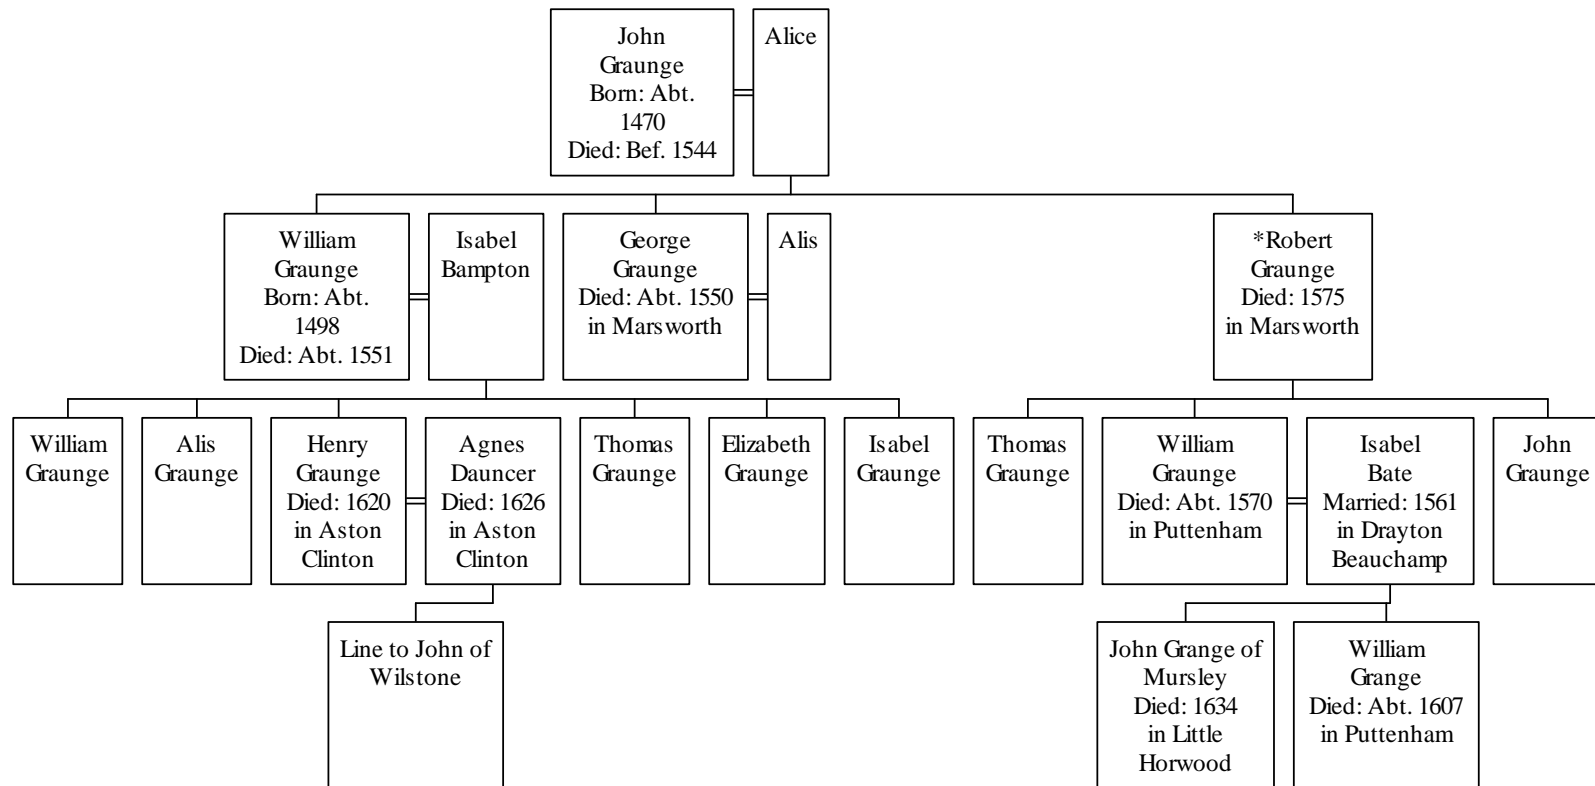 John
Graunge
Born: Abt.
1470
Died: Bef. 1544
Alice
William
Graunge
Born: Abt.
1498
Died: Abt. 1551
Isabel
Bampton
George
Graunge
Died: Abt. 1550
in Marsworth
Alis
*Robert
Graunge
Died: 1575
in Marsworth
William
Graunge
Alis
Graunge
Henry
Graunge
Died: 1620
in Aston
Clinton
Agnes
Dauncer
Died: 1626
in Aston
Clinton
Thomas
Graunge
Elizabeth
Graunge
Isabel
Graunge
Thomas
Graunge
William
Graunge
Died: Abt. 1570
in Puttenham
Isabel
Bate
Married: 1561
in Drayton
Beauchamp
John
Graunge
Line to John of
Wilstone
John Grange of
Mursley
Died: 1634
in Little
Horwood
William
Grange
Died: Abt. 1607
in Puttenham